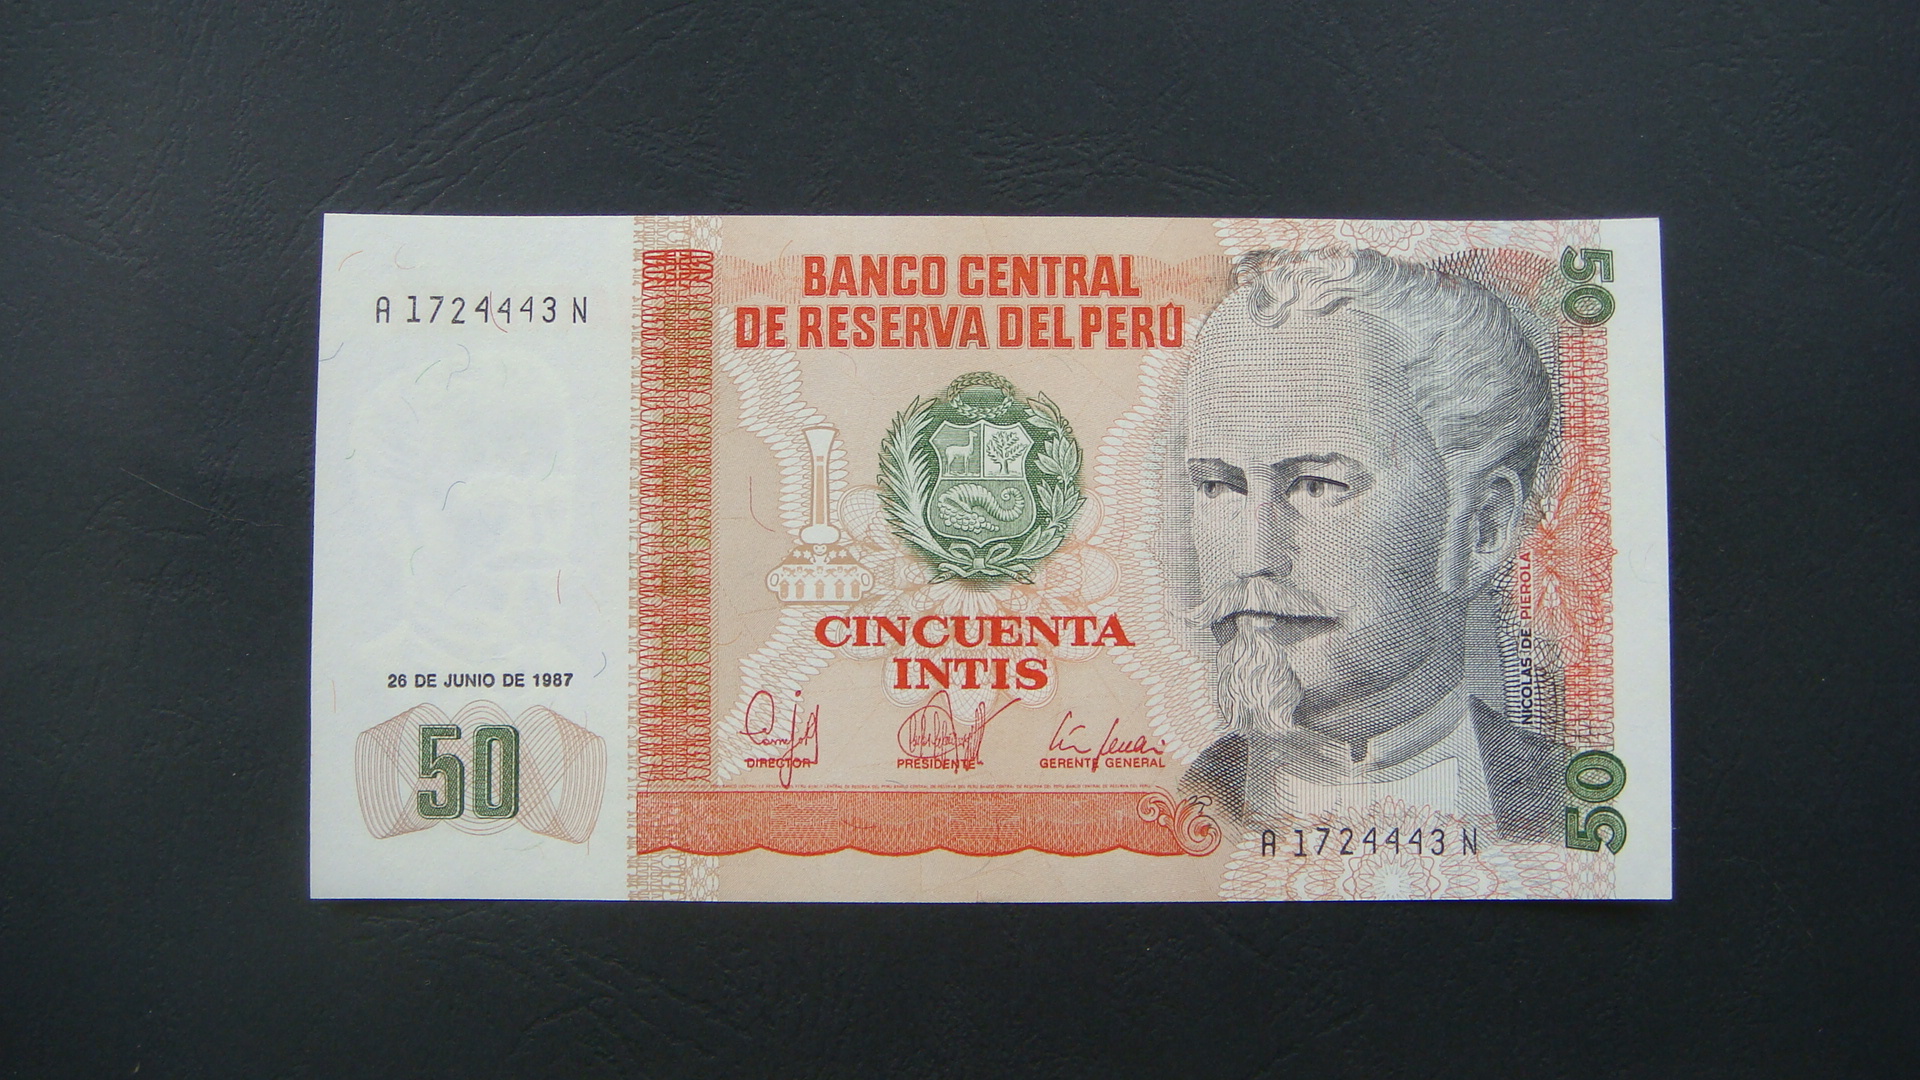 BANCO CENTRAL
DE RESERVA DEL PERÚ
A 1724443 N
CINCUENTA
INTIS
26 DE JUNIO DE 1987
50
DIRECTOR
PRESIDENTE
GERENTE GENERAL
NICOLAS DE PIEROLA
50
50
A 1724443 N